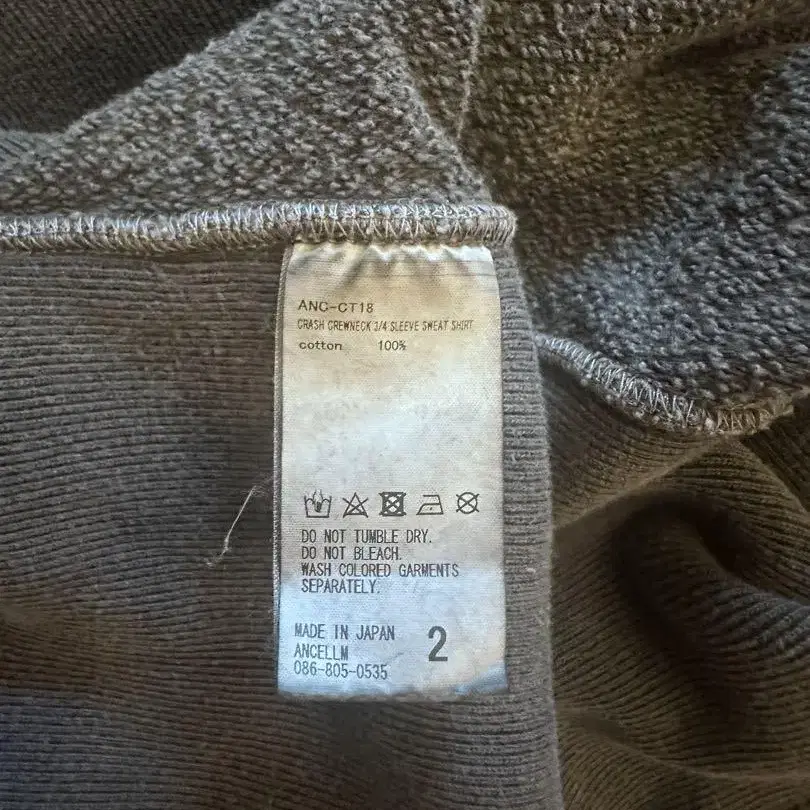 ANC-CT18
CRASH CREWNECK 3/4 SLEEVE SWEAT SHIRT
cotton 100%
DO NOT TUMBLE DRY.
DO NOT BLEACH.
WASH COLORED GARMENTS
SEPARATELY.
MADE IN JAPAN
ANCELLM
086-805-0535
2